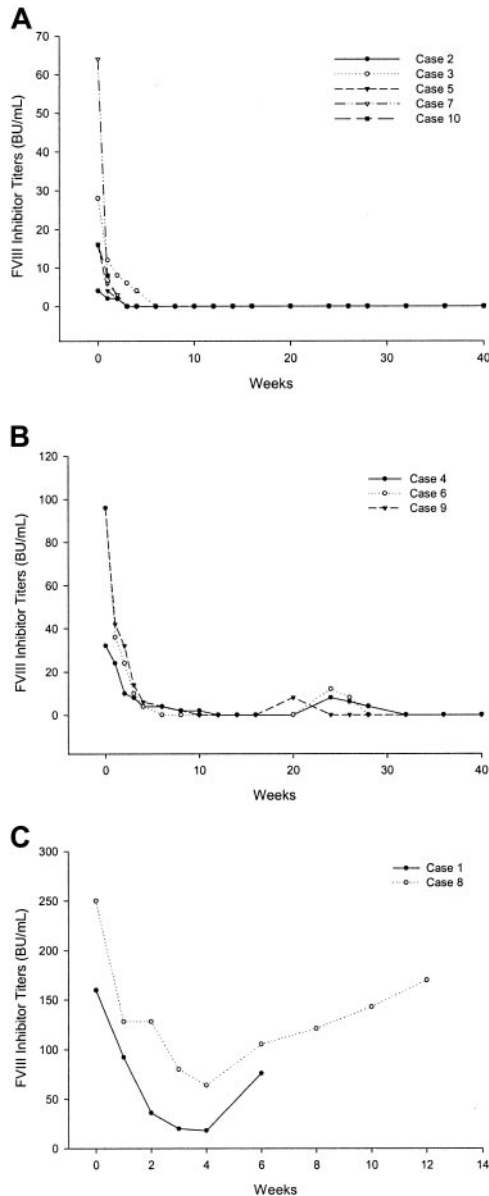 A
FVIII Inhibitor Titers (BU/mL)
70
60
50
40
30
20
10
0
Case 2
Case 3
Case 5
Case 7
Case 10
0 10 20 30 40
Weeks
B
FVIII Inhibitor Titers (BU/mL)
120
100
80
60
40
20
0
Case 4
Case 6
Case 9
0 10 20 30 40
Weeks
C
FVIII Inhibitor Titers (BU/mL)
300
250
200
150
100
50
0
Case 1
Case 8
0 2 4 6 8 10 12 14
Weeks